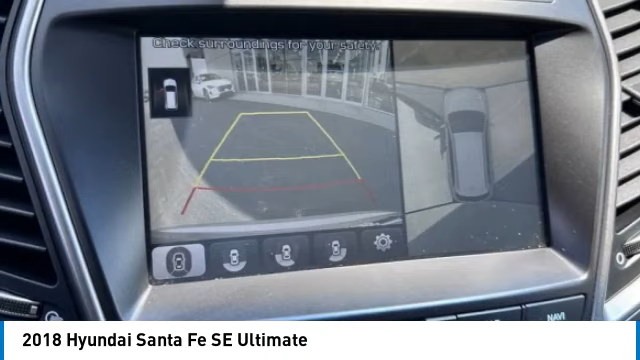 Check surroundings for your safety.
NAVI
2018 Hyundai Santa Fe SE Ultimate